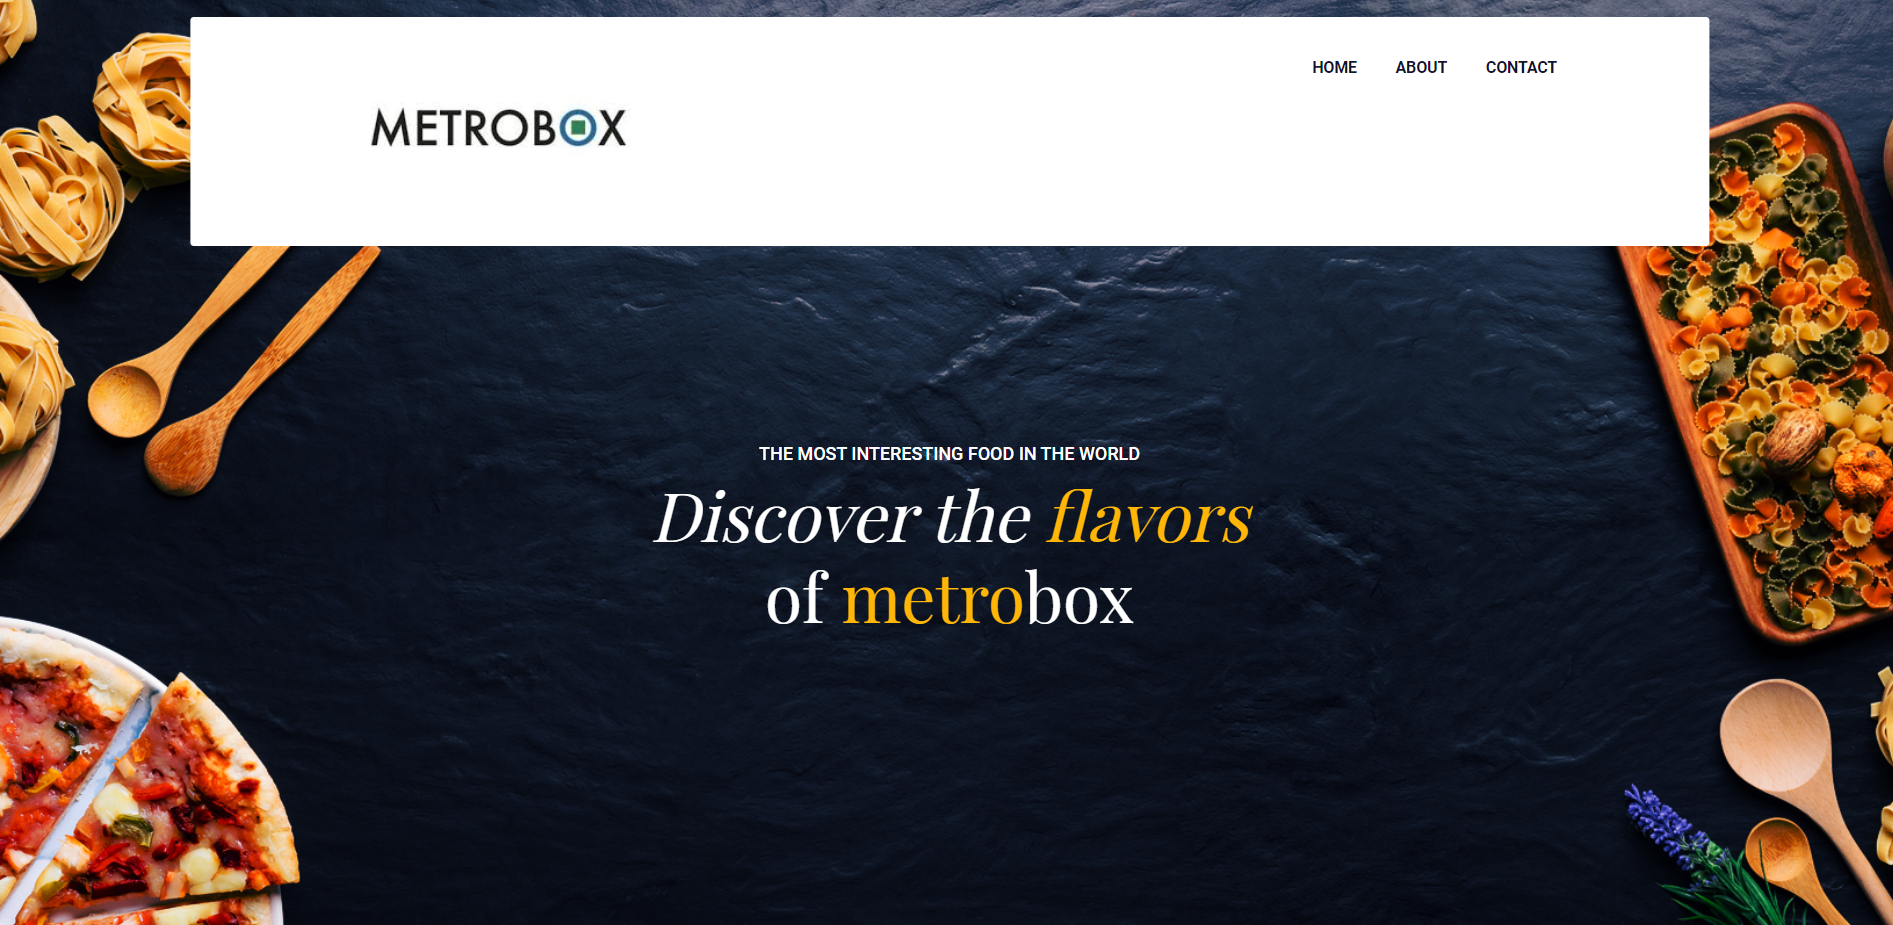 HOME ABOUT CONTACT
METROBOX
THE MOST INTERESTING FOOD IN THE WORLD
Discover the flavors
of metrobox